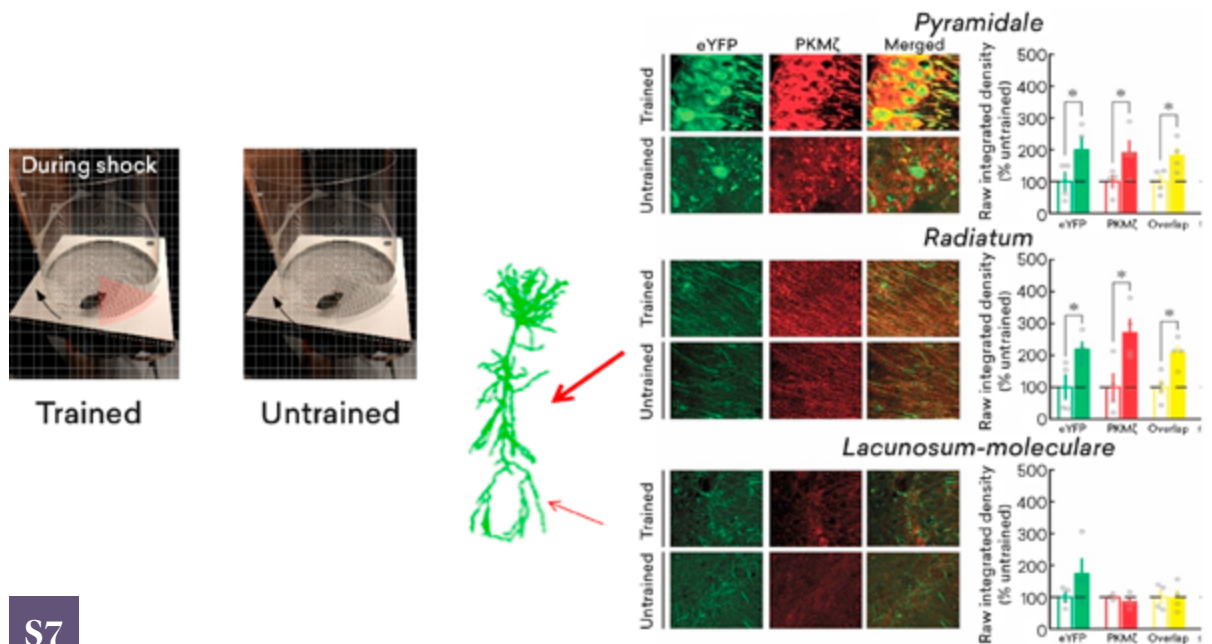 During shock
Trained
Untrained
S7
Pyramidale
eYFP PKMζ Merged
Trained
Untrained
Raw integrated density
(% untrained)
500
400
300
200
100
0
* * *
eYFP PKMζ Overlap
Radiatum
Trained
Untrained
Raw integrated density
(% untrained)
500
400
300
200
100
0
* * *
eYFP PKMζ Overlap
Lacunosum-moleculare
Trained
Untrained
Raw integrated density
(% untrained)
500
400
300
200
100
0
eYFP PKMζ Overlap